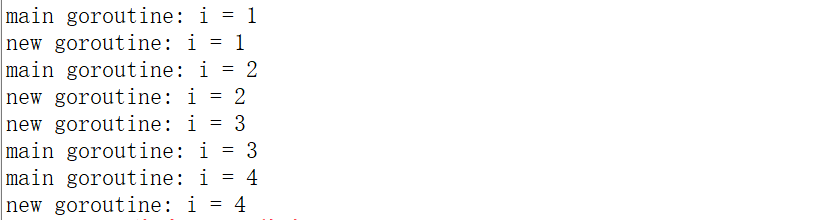 main goroutine: i = 1
new goroutine: i = 1
main goroutine: i = 2
new goroutine: i = 2
new goroutine: i = 3
main goroutine: i = 3
main goroutine: i = 4
new goroutine: i = 4